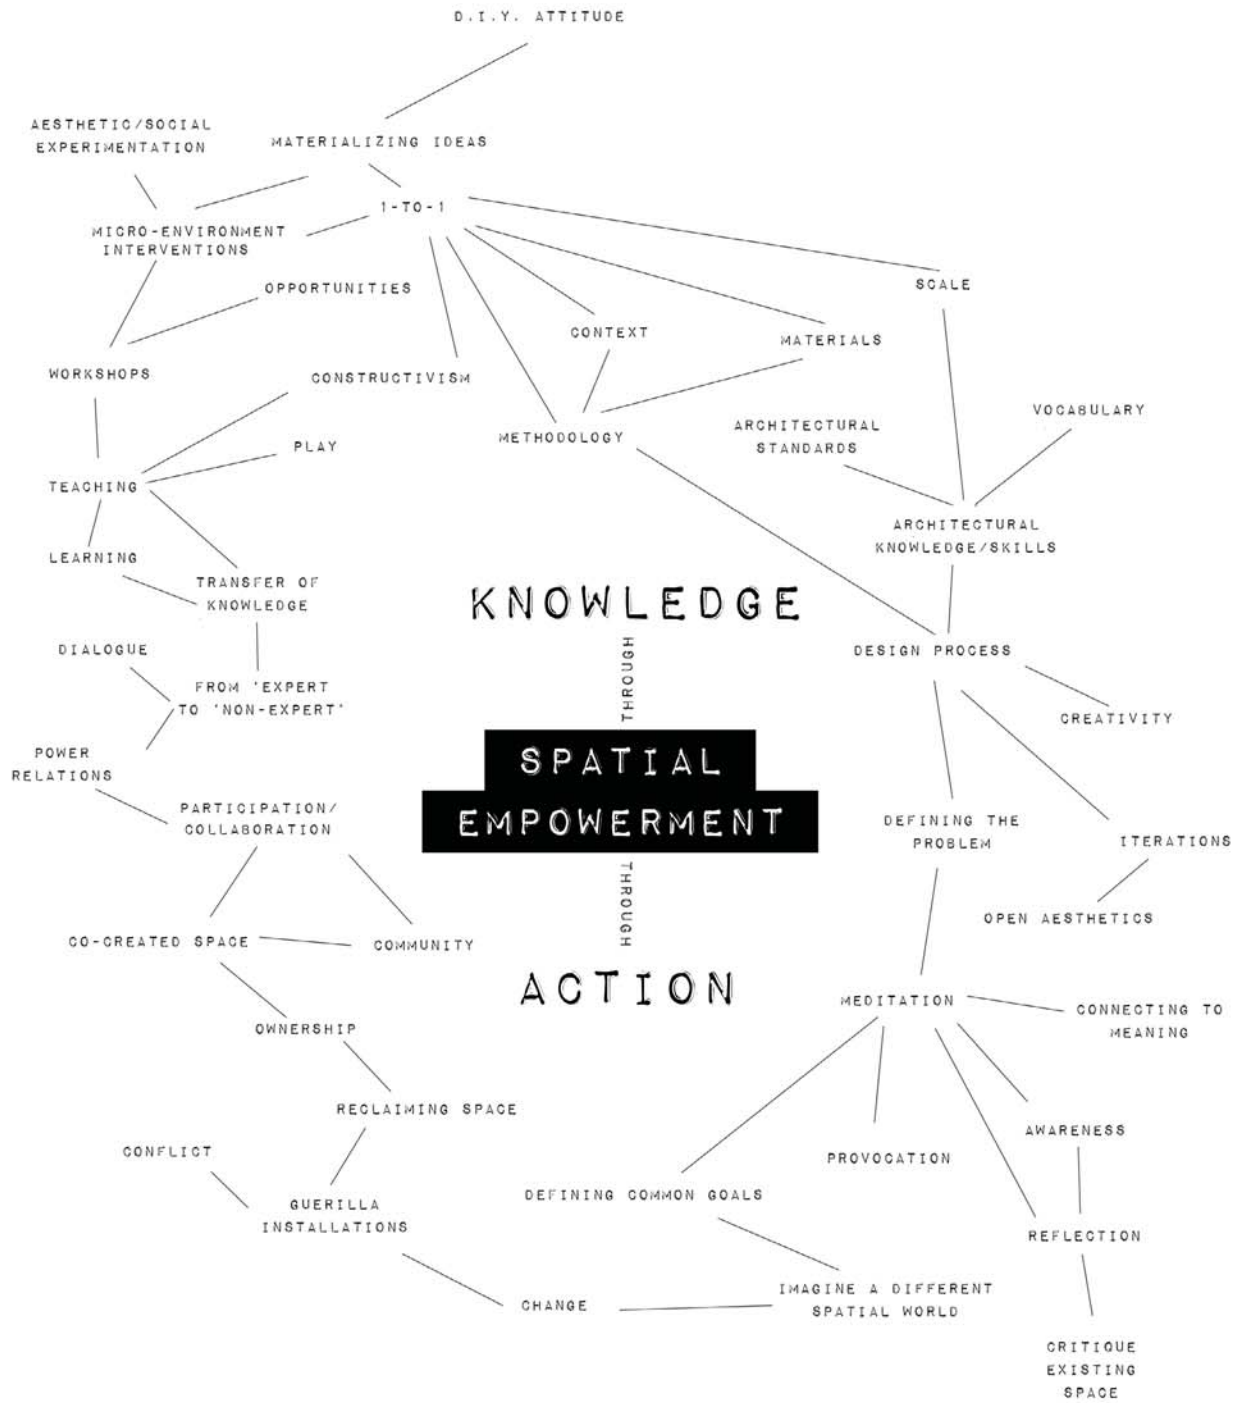 D.I.Y. ATTITUDE
AESTHETIC/SOCIAL
EXPERIMENTATION
MATERIALIZING IDEAS
1-TO-1
MICRO-ENVIRONMENT
INTERVENTIONS
OPPORTUNITIES
SCALE
CONTEXT
MATERIALS
WORKSHOPS
CONSTRUCTIVISM
VOCABULARY
METHODOLOGY
ARCHITECTURAL
STANDARDS
PLAY
TEACHING
ARCHITECTURAL
KNOWLEDGE/SKILLS
LEARNING
TRANSFER OF
KNOWLEDGE
KNOWLEDGE
THROUGH
DIALOGUE
DESIGN PROCESS
FROM 'EXPERT
TO 'NON-EXPERT'
CREATIVITY
POWER
RELATIONS
SPATIAL
EMPOWERMENT
PARTICIPATION/
COLLABORATION
DEFINING THE
PROBLEM
ITERATIONS
THROUGH
OPEN AESTHETICS
CO-CREATED SPACE
COMMUNITY
ACTION
MEDITATION
CONNECTING TO
MEANING
OWNERSHIP
RECLAIMING SPACE
AWARENESS
CONFLICT
PROVOCATION
DEFINING COMMON GOALS
GUERILLA
INSTALLATIONS
REFLECTION
IMAGINE A DIFFERENT
SPATIAL WORLD
CHANGE
CRITIQUE
EXISTING
SPACE